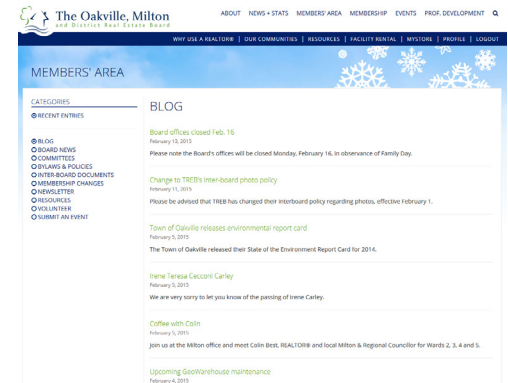 The Oakville, Milton
and District Real Estate Board
ABOUT NEWS + STATS MEMBERS' AREA MEMBERSHIP EVENTS PROF. DEVELOPMENT
WHY USE A REALTOR® | OUR COMMUNITIES | RESOURCES | FACILITY RENTAL | MYSTORE | PROFILE | LOGOUT
MEMBERS' AREA
CATEGORIES
RECENT ENTRIES
BLOG
BOARD NEWS
COMMITTEES
BYLAWS & POLICIES
INTER-BOARD DOCUMENTS
MEMBERSHIP CHANGES
NEWSLETTER
RESOURCES
VOLUNTEER
SUBMIT AN EVENT
BLOG
Board offices closed Feb. 16
February 13, 2015
Please note the Board's offices will be closed Monday, February 16, in observance of Family Day.
Change to TREB's inter-board photo policy
February 11, 2015
Please be advised that TREB has changed their interboard policy regarding photos, effective February 1.
Town of Oakville releases environmental report card
February 5, 2015
The Town of Oakville released their State of the Environment Report Card for 2014.
Irene Teresa Cecconi Carley
February 5, 2015
We are very sorry to let you know of the passing of Irene Carley.
Coffee with Colin
February 5, 2015
Join us at the Milton office and meet Colin Best, REALTOR® and local Milton & Regional Councillor for Wards 2, 3, 4 and 5.
Upcoming GeoWarehouse maintenance
February 4, 2015